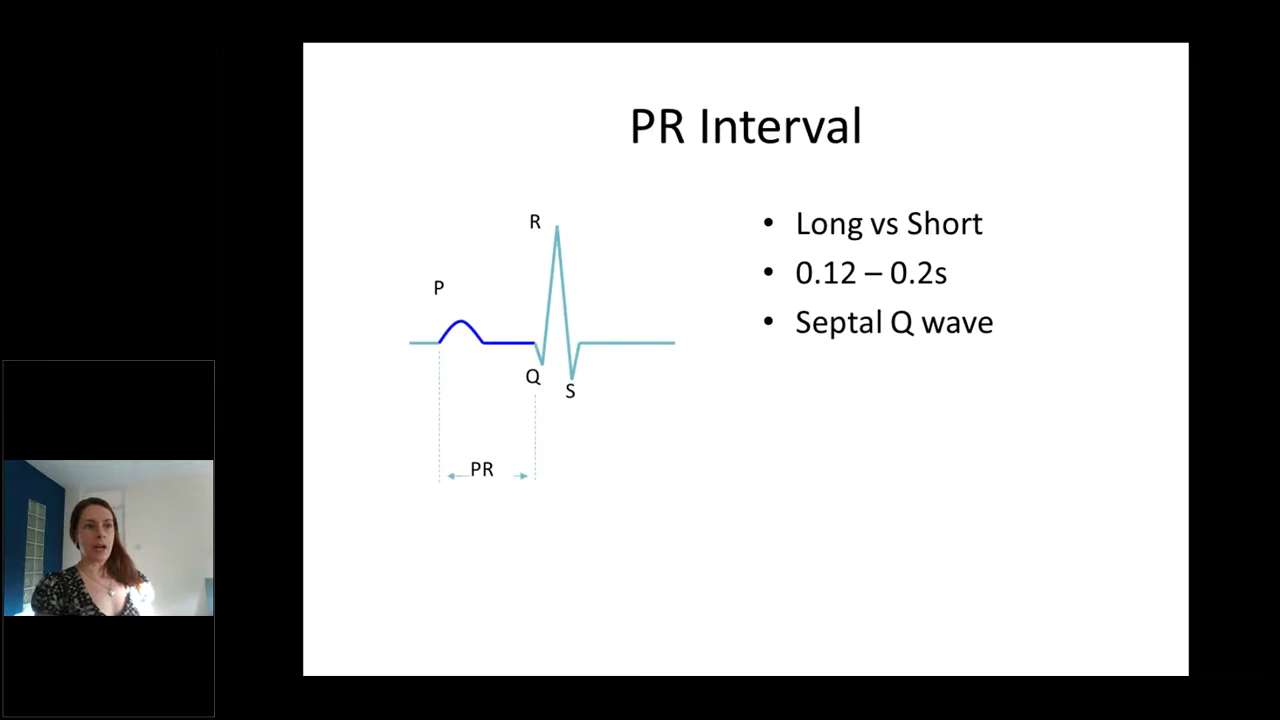 PR Interval
R
P
Q
S
PR
• Long vs Short
• 0.12 – 0.2s
• Septal Q wave